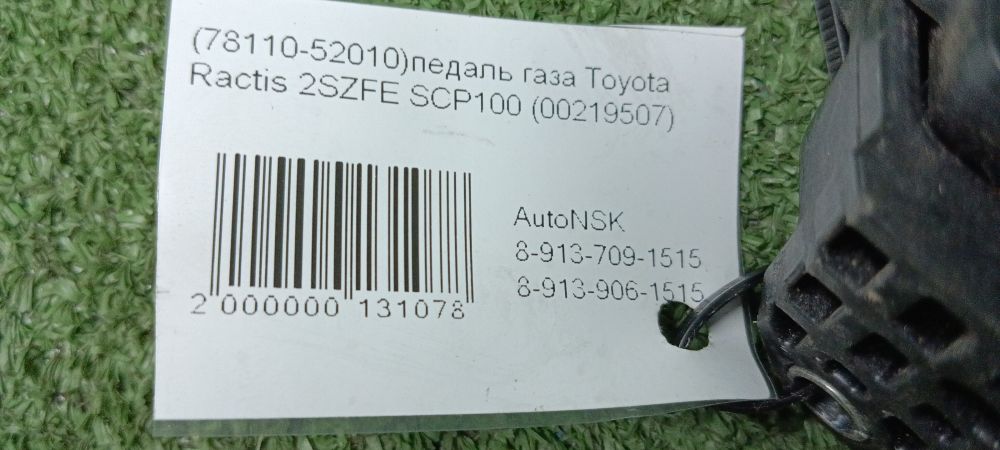 (78110-52010)педаль газа Toyota
Ractis 2SZFE SCP100 (00219507)
AutoNSK
8-913-709-1515
8-913-906-1515
2 000000 131078